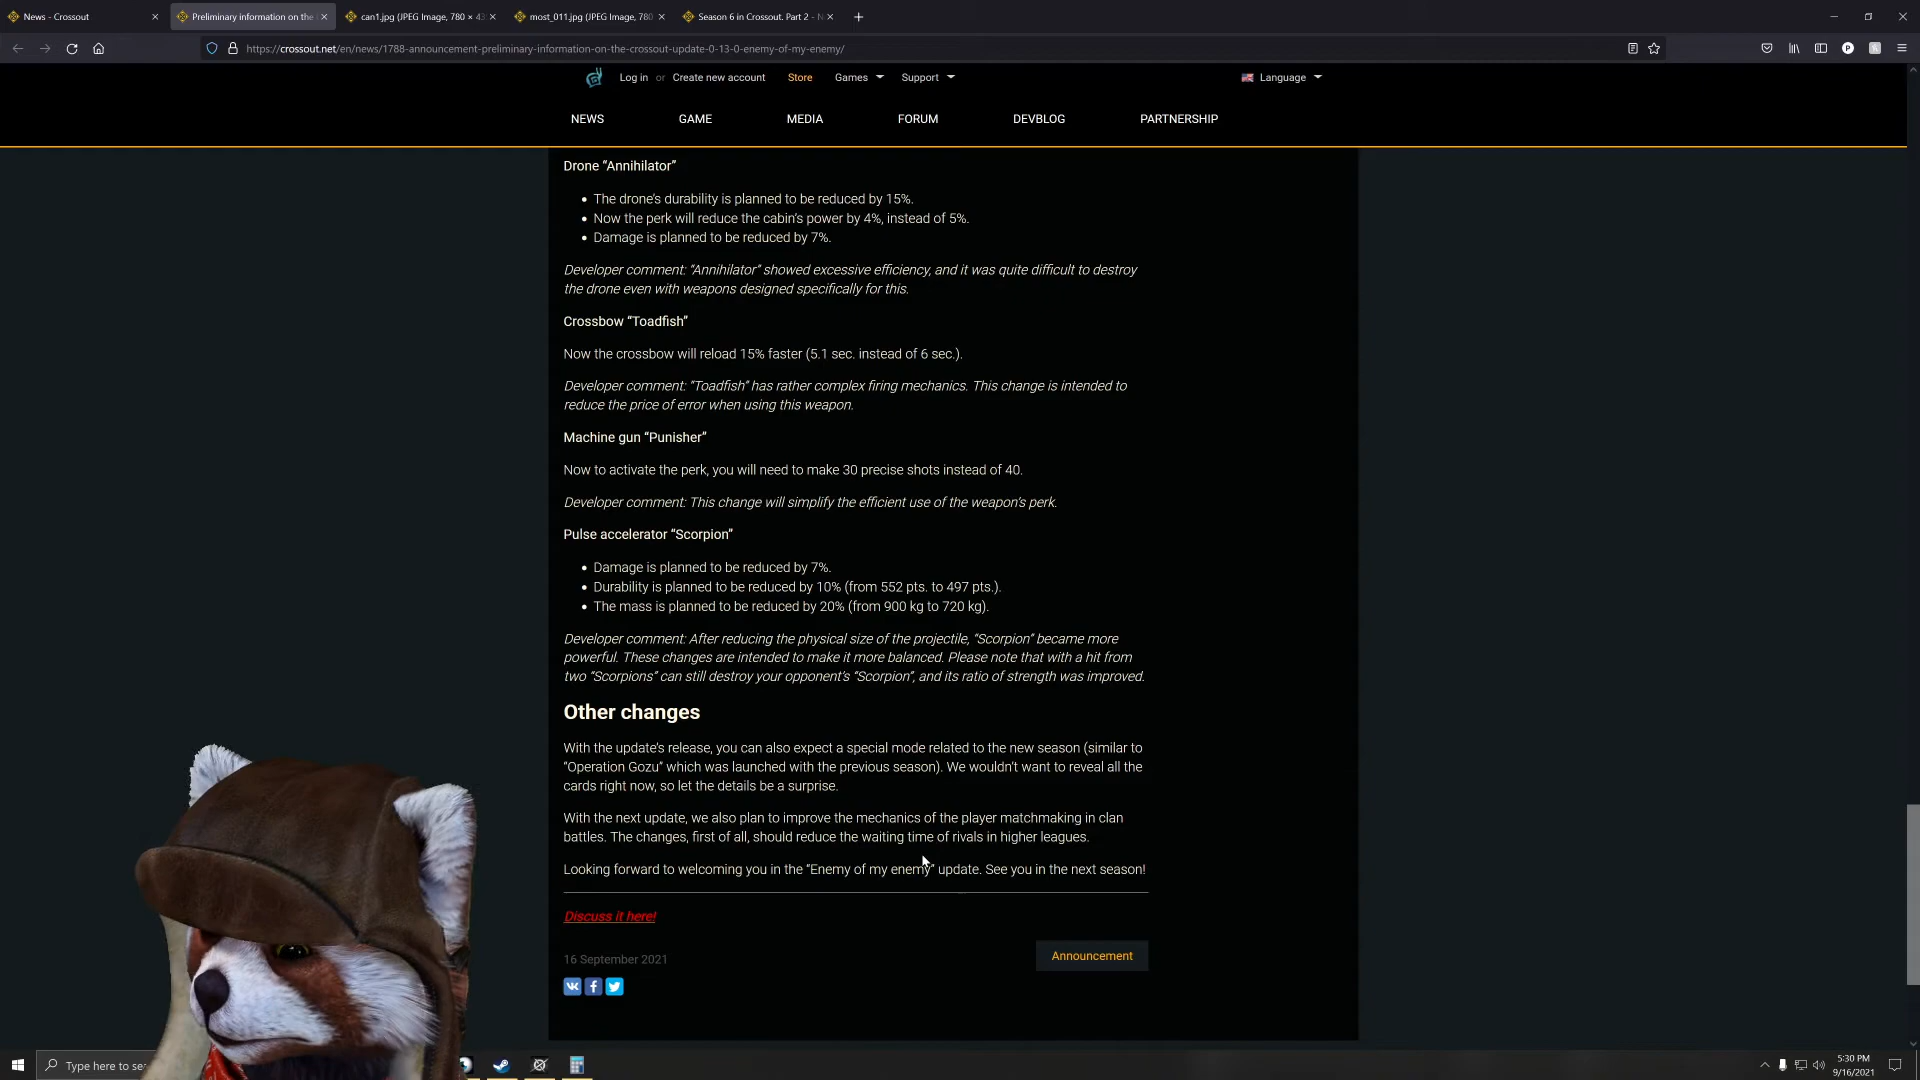 News - Crossout
Preliminary information on the
can1.jpg (JPEG Image, 780 × 43
most_011.jpg (JPEG Image, 780
Season 6 in Crossout. Part 2 - N
https://crossout.net/en/news/1788-announcement-preliminary-information-on-the-crossout-update-0-13-0-enemy-of-my-enemy/
Log in or Create new account Store Games Support Language
NEWS GAME MEDIA FORUM DEVBLOG PARTNERSHIP
Drone “Annihilator”
• The drone’s durability is planned to be reduced by 15%.
• Now the perk will reduce the cabin’s power by 4%, instead of 5%.
• Damage is planned to be reduced by 7%.
Developer comment: “Annihilator” showed excessive efficiency, and it was quite difficult to destroy
the drone even with weapons designed specifically for this.
Crossbow “Toadfish”
Now the crossbow will reload 15% faster (5.1 sec. instead of 6 sec.).
Developer comment: “Toadfish” has rather complex firing mechanics. This change is intended to
reduce the price of error when using this weapon.
Machine gun “Punisher”
Now to activate the perk, you will need to make 30 precise shots instead of 40.
Developer comment: This change will simplify the efficient use of the weapon’s perk.
Pulse accelerator “Scorpion”
• Damage is planned to be reduced by 7%.
• Durability is planned to be reduced by 10% (from 552 pts. to 497 pts.).
• The mass is planned to be reduced by 20% (from 900 kg to 720 kg).
Developer comment: After reducing the physical size of the projectile, “Scorpion” became more
powerful. These changes are intended to make it more balanced. Please note that with a hit from
two “Scorpions” can still destroy your opponent’s “Scorpion”, and its ratio of strength was improved.
Other changes
With the update’s release, you can also expect a special mode related to the new season (similar to
“Operation Gozu” which was launched with the previous season). We wouldn’t want to reveal all the
cards right now, so let the details be a surprise.
With the next update, we also plan to improve the mechanics of the player matchmaking in clan
battles. The changes, first of all, should reduce the waiting time of rivals in higher leagues.
Looking forward to welcoming you in the “Enemy of my enemy” update. See you in the next season!
Discuss it here!
16 September 2021
Announcement
Type here to sea
5:30 PM
9/16/2021